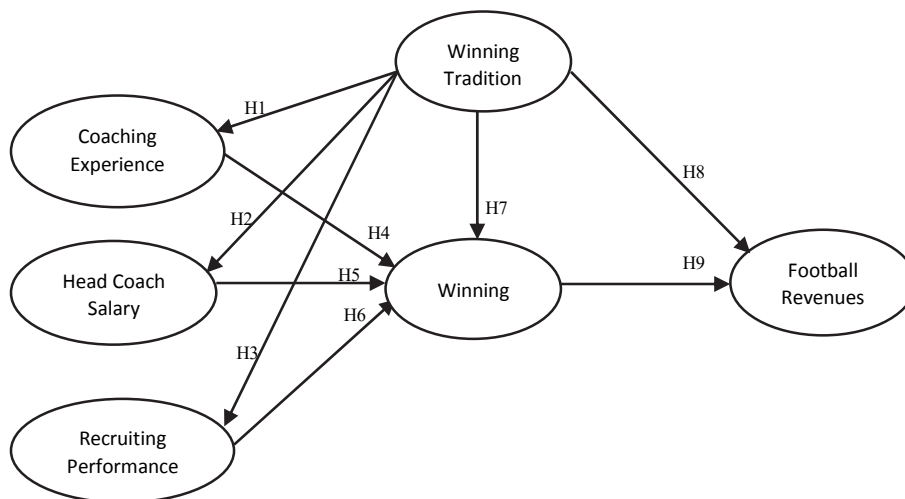 Winning
Tradition
H1
Coaching
Experience
H8
H2
H7
H4
Head Coach
Salary
H5
Winning
H9
Football
Revenues
H6
H3
Recruiting
Performance